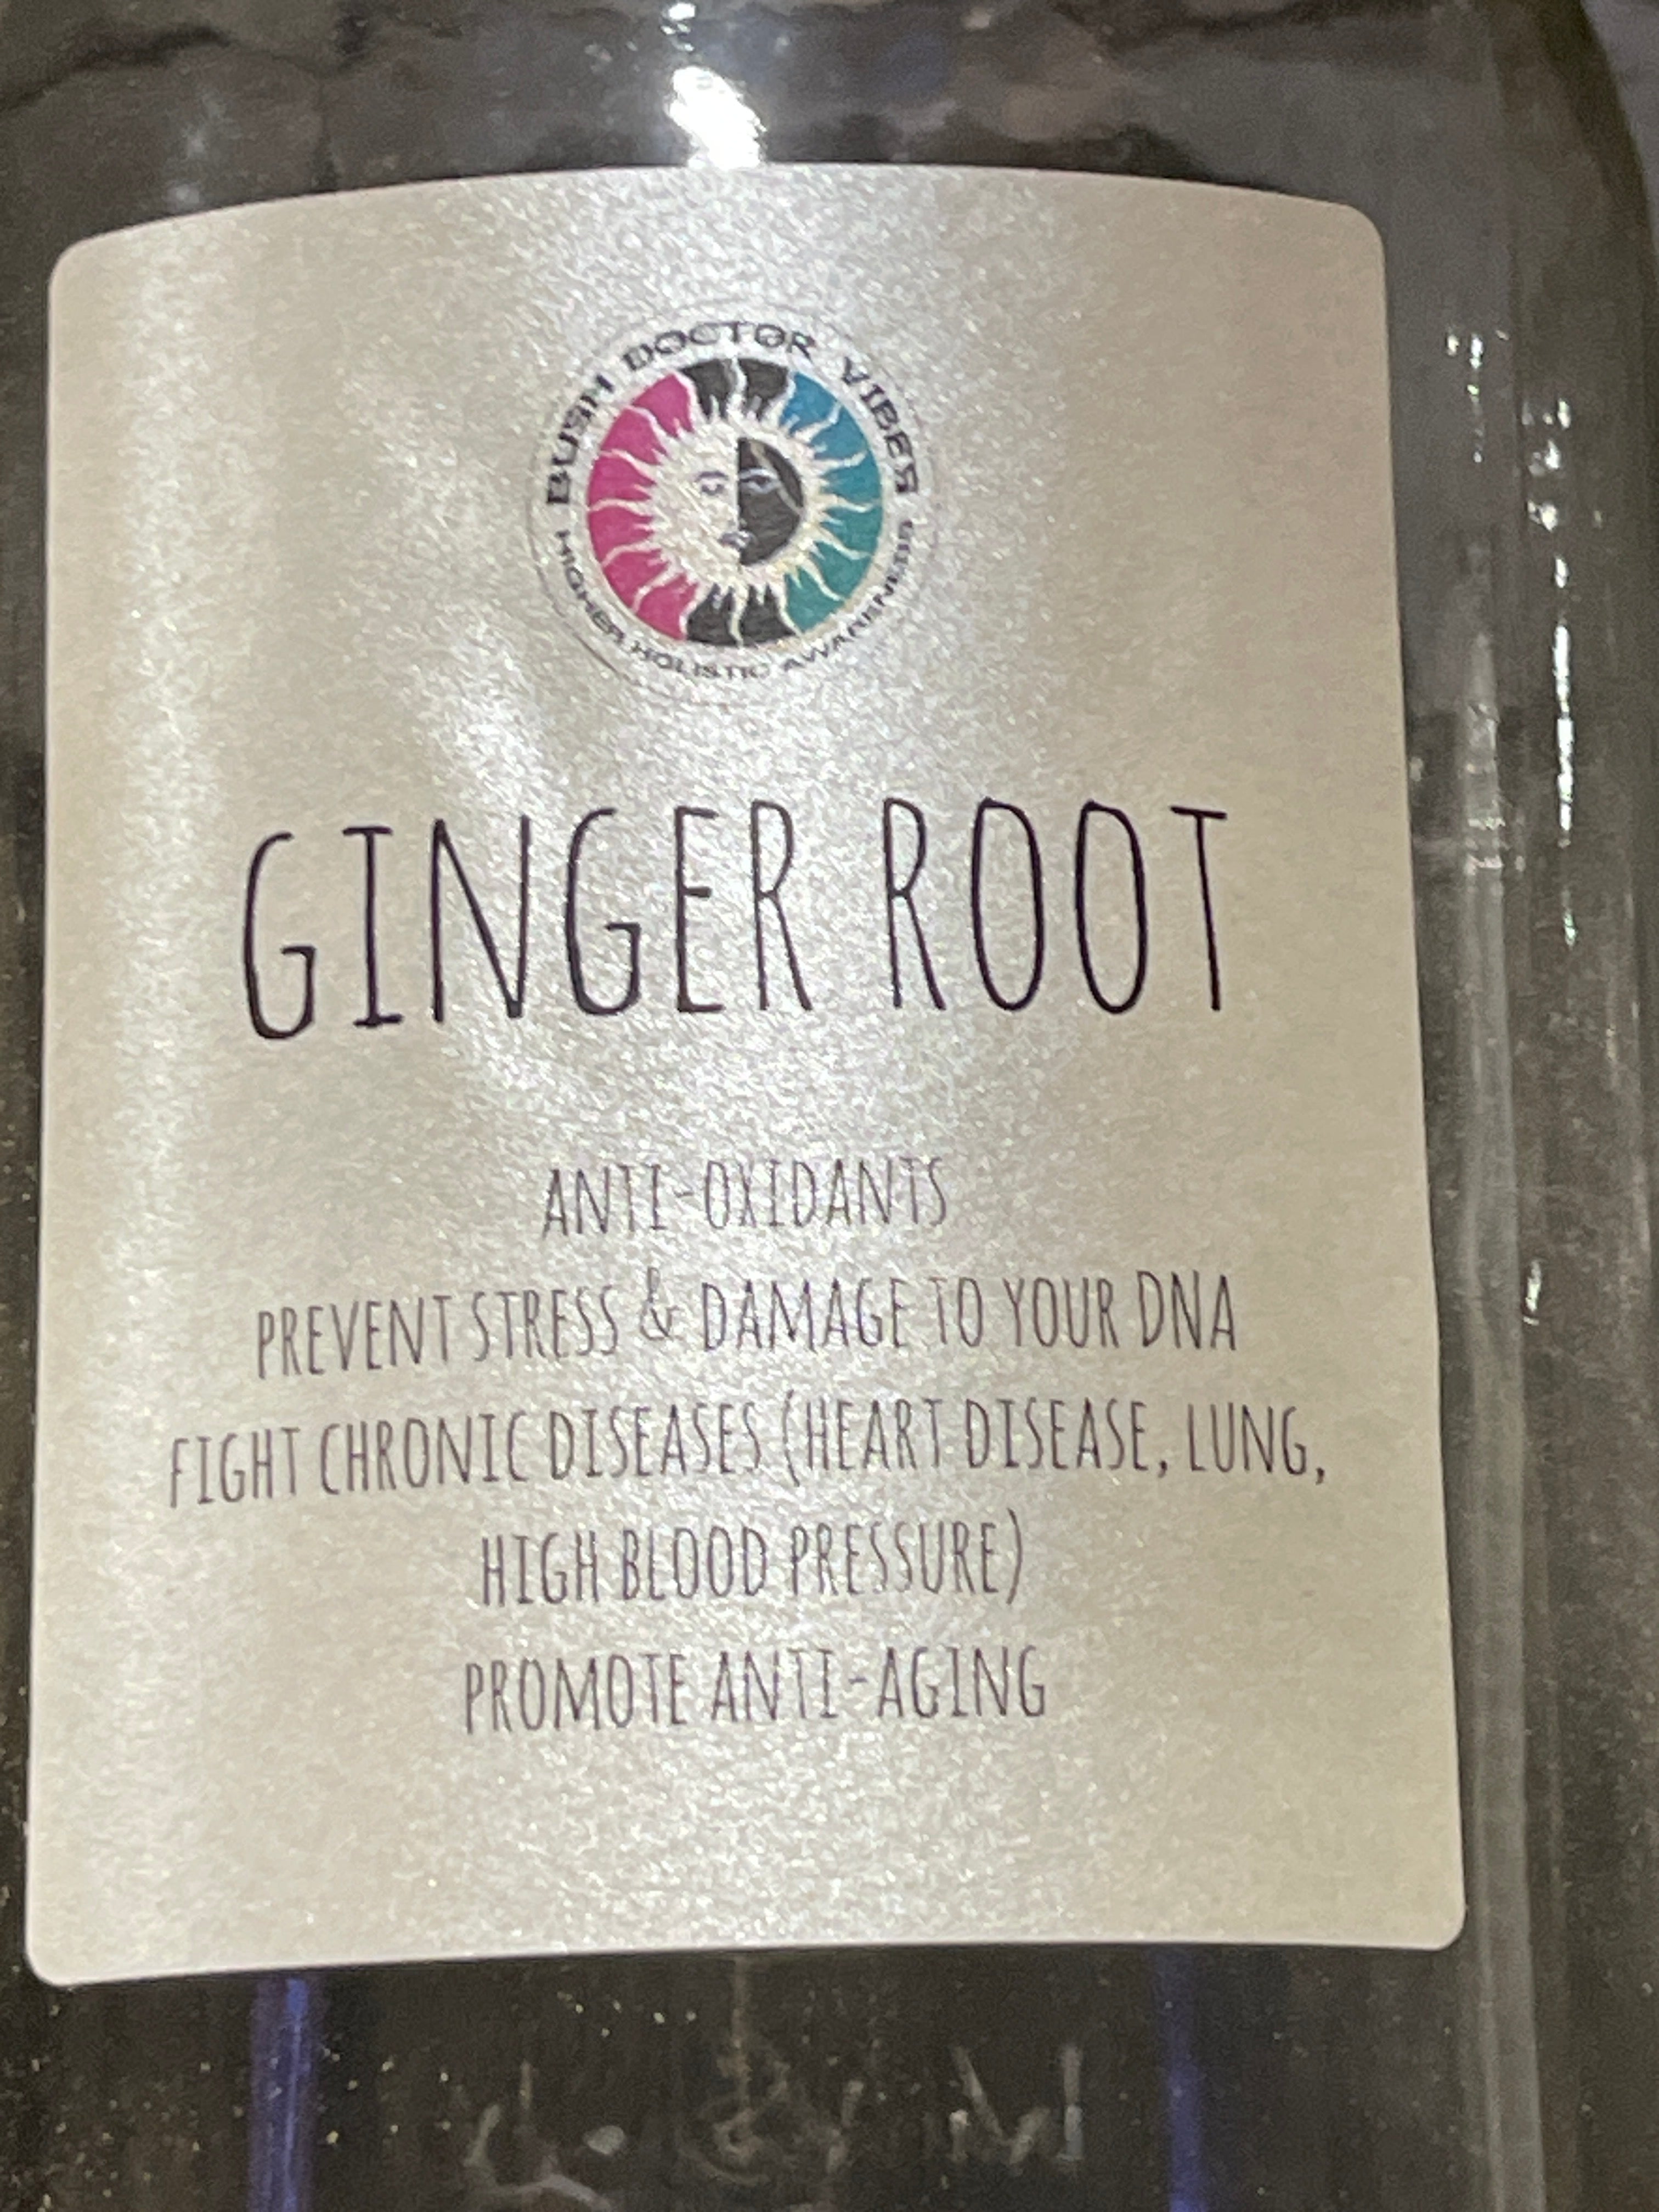 BUSH DOCTOR VIBES
HIGHER HOLISTIC AWARENESS
GINGER ROOT
ANTI-OXIDANTS
PREVENT STRESS & DAMAGE TO YOUR DNA
FIGHT CHRONIC DISEASES (HEART DISEASE, LUNG,
HIGH BLOOD PRESSURE)
PROMOTE ANTI-AGING